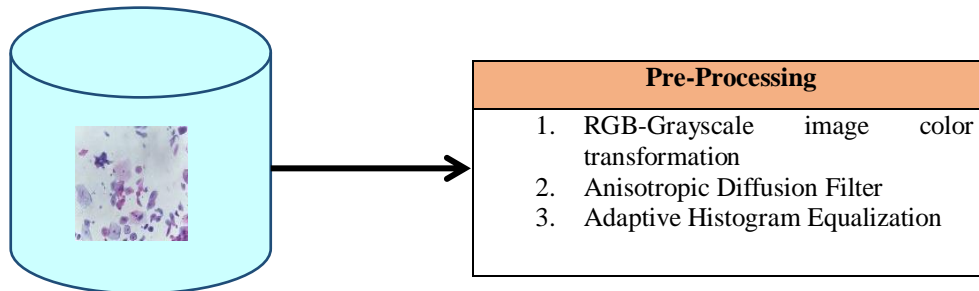 Pre-Processing
1. RGB-Grayscale image color
transformation
2. Anisotropic Diffusion Filter
3. Adaptive Histogram Equalization